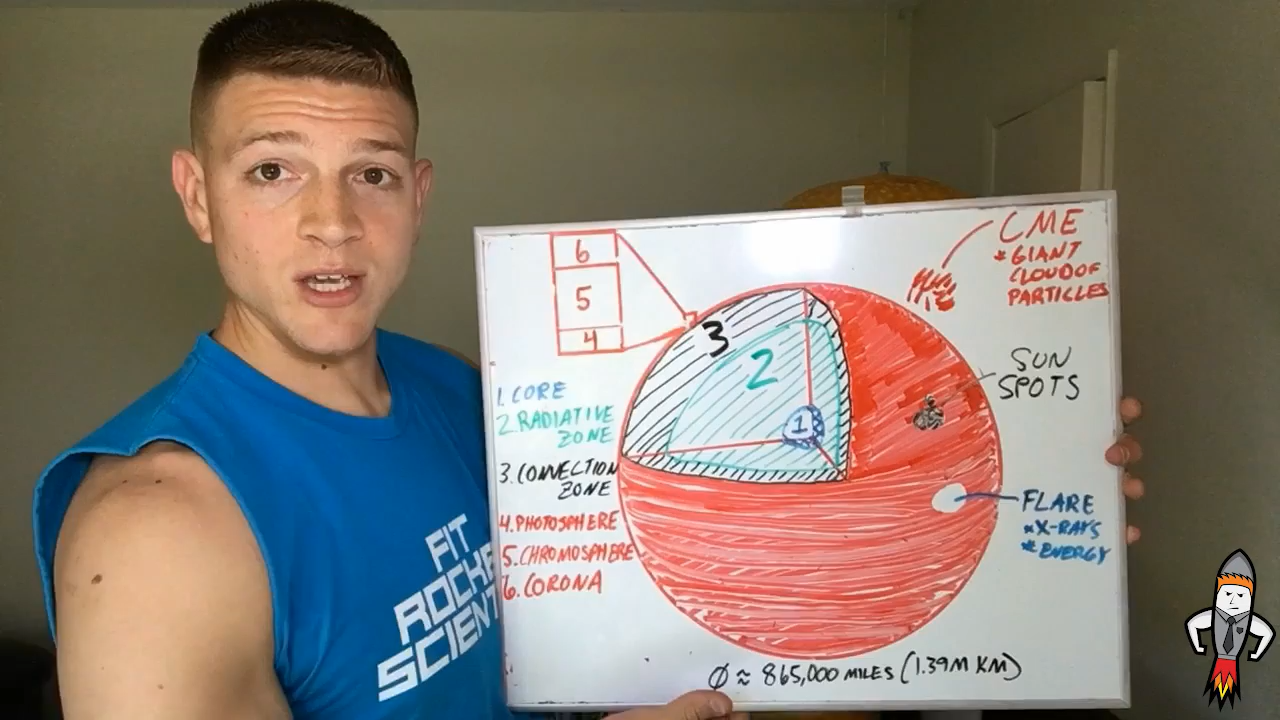 6
5
4
3
2
1
CME
*GIANT
CLOUD OF
PARTICLES
SUN
SPOTS
FLARE
*X-RAYS
*ENERGY
1. CORE
2. RADIATIVE
ZONE
3. CONVECTION
ZONE
4. PHOTOSPHERE
5. CHROMOSPHERE
6. CORONA
Ø ≈ 865,000 MILES (1.39M KM)
FIT
ROCKE
SCIENT